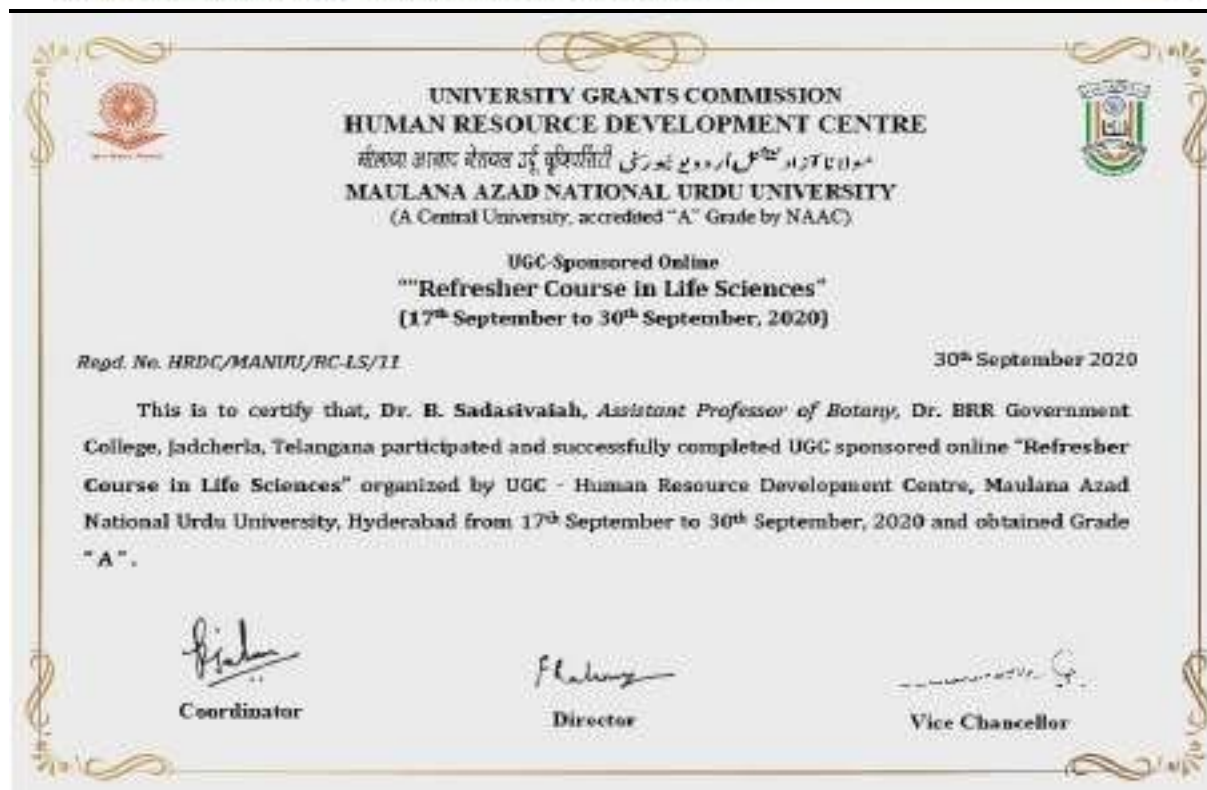 UNIVERSITY GRANTS COMMISSION
HUMAN RESOURCE DEVELOPMENT CENTRE
مولانا آزاد نیشنل اُردو یونیورسٹی
MAULANA AZAD NATIONAL URDU UNIVERSITY
(A Central University, accredited "A" Grade by NAAC)
UGC-Sponsored Online
""Refresher Course in Life Sciences"
(17th September to 30th September, 2020)
Regd. No. HRDC/MANUU/RC-LS/11 30th September 2020
This is to certify that, Dr. B. Sadasivaiah, Assistant Professor of Botany, Dr. BRR Government
College, Jadcherla, Telangana participated and successfully completed UGC sponsored online "Refresher
Course in Life Sciences" organized by UGC - Human Resource Development Centre, Maulana Azad
National Urdu University, Hyderabad from 17th September to 30th September, 2020 and obtained Grade
"A".
Coordinator
Director
Vice Chancellor